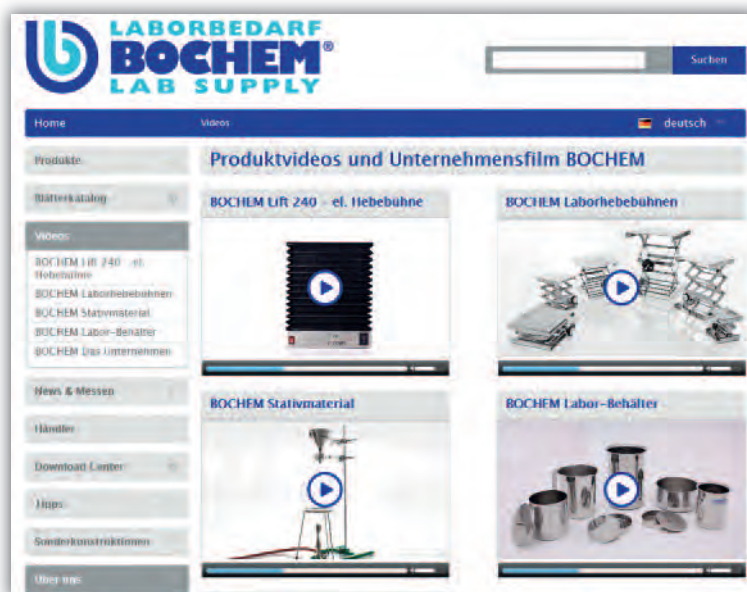 LABORBEDARF
BOCHEM®
LAB SUPPLY
Suchen
Home
Videos
deutsch
Produkte
Produktvideos und Unternehmensfilm BOCHEM
Blätterkatalog
BOCHEM Lift 240 - el. Hebebühne
BOCHEM Laborhebebühnen
Videos
BOCHEM Lift 240 - el.
Hebebühne
BOCHEM Laborhebebühnen
BOCHEM Stativmaterial
BOCHEM Labor-Behälter
BOCHEM Das Unternehmen
News & Messen
BOCHEM Stativmaterial
BOCHEM Labor-Behälter
Händler
Download Center
Tipps
Sonderkonstruktionen
Über uns